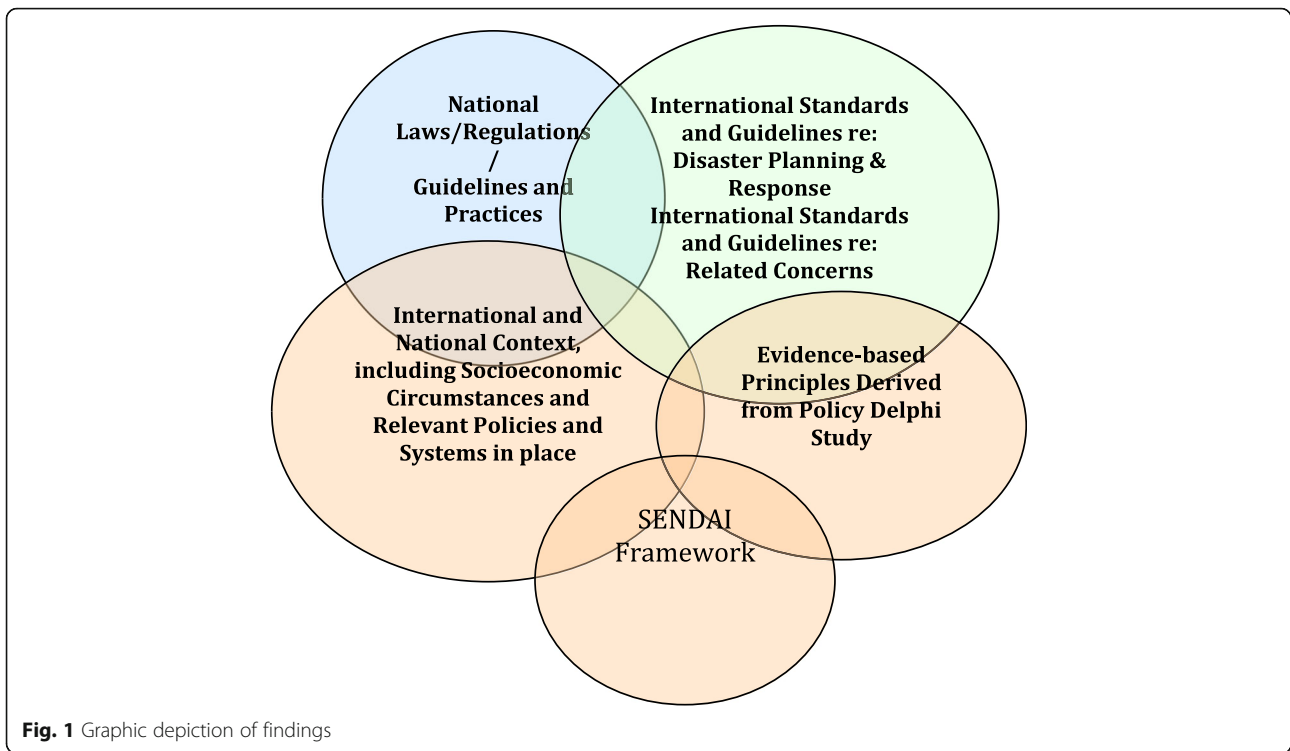 National
Laws/Regulations
/
Guidelines and
Practices
International Standards
and Guidelines re:
Disaster Planning &
Response
International Standards
and Guidelines re:
Related Concerns
International and
National Context,
including Socioeconomic
Circumstances and
Relevant Policies and
Systems in place
Evidence-based
Principles Derived
from Policy Delphi
Study
SENDAI
Framework
Fig. 1 Graphic depiction of findings